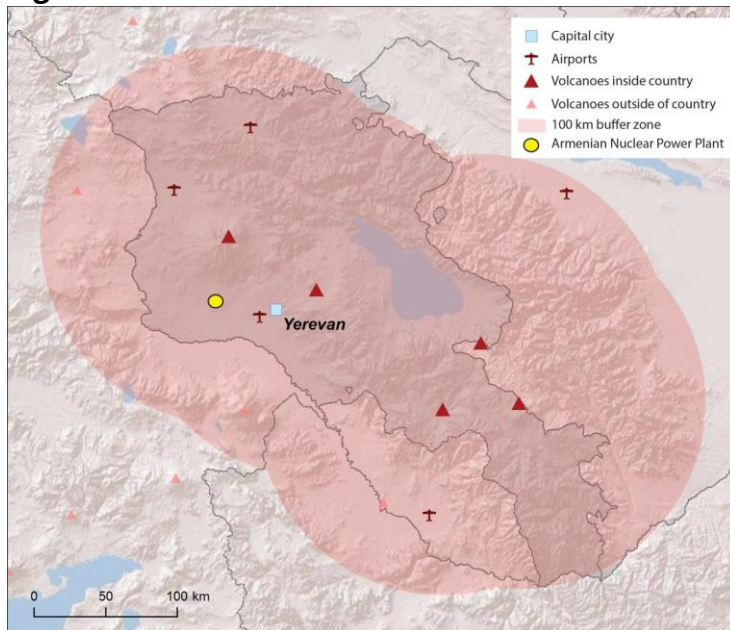 Capital city
Airports
Volcanoes inside country
Volcanoes outside of country
100 km buffer zone
Armenian Nuclear Power Plant
Yerevan
0 50 100 km